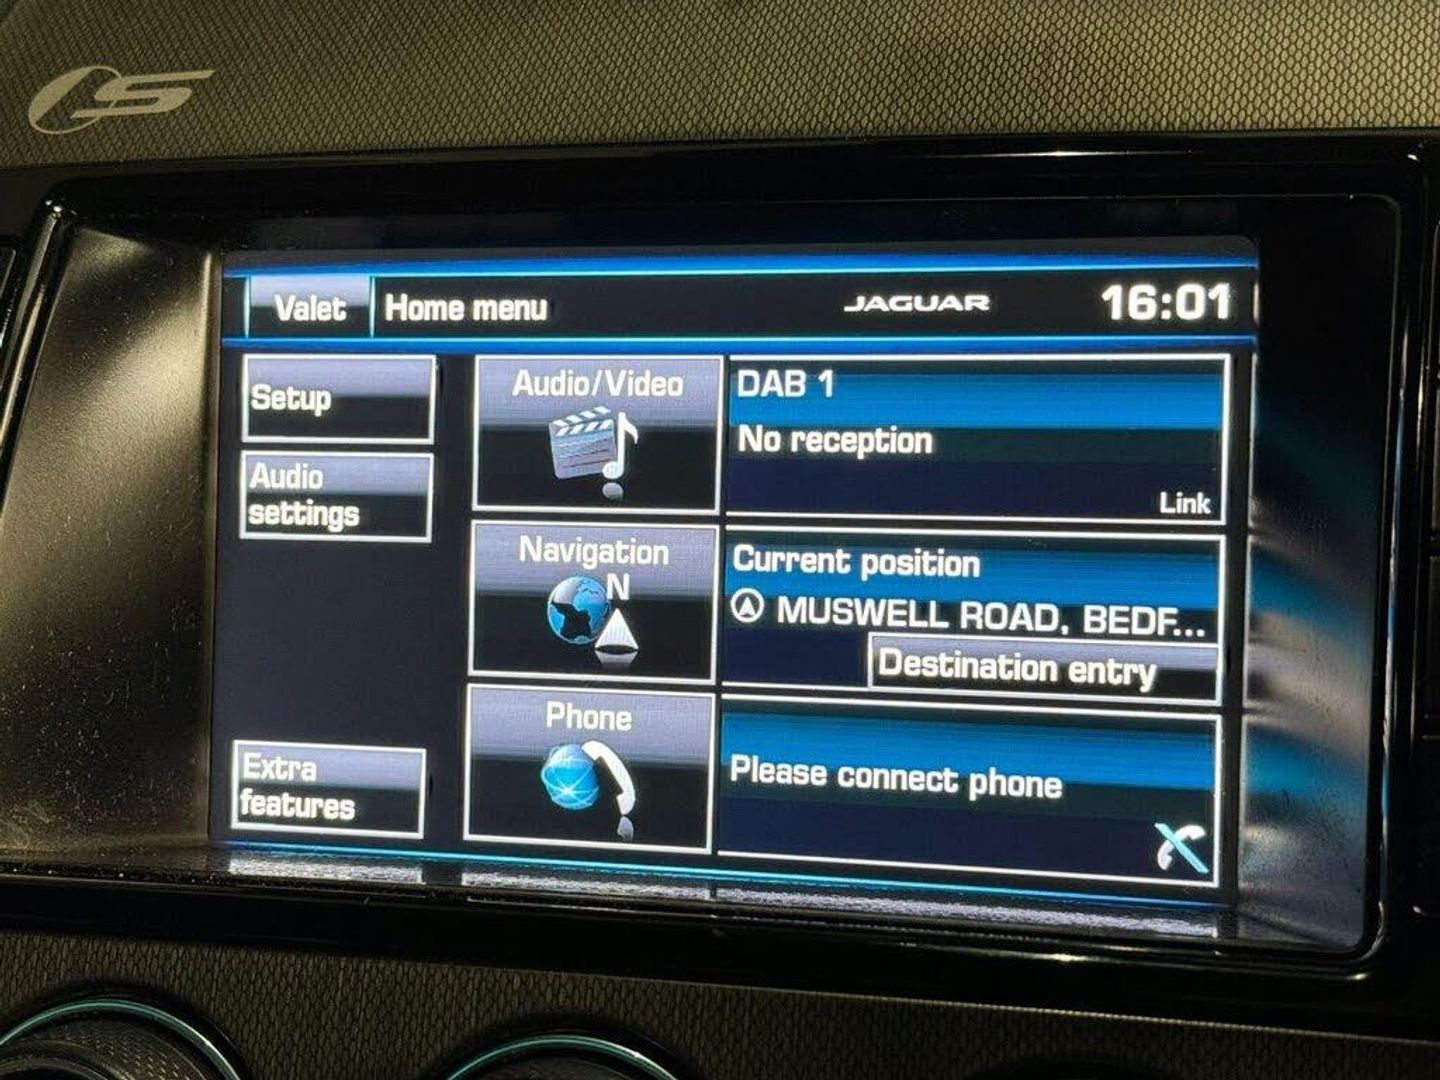 S
Valet
Home menu
JAGUAR
16:01
Setup
Audio
settings
Extra
features
Audio/Video
DAB 1
No reception
Link
Navigation
N
Current position
MUSWELL ROAD, BEDF...
Destination entry
Phone
Please connect phone